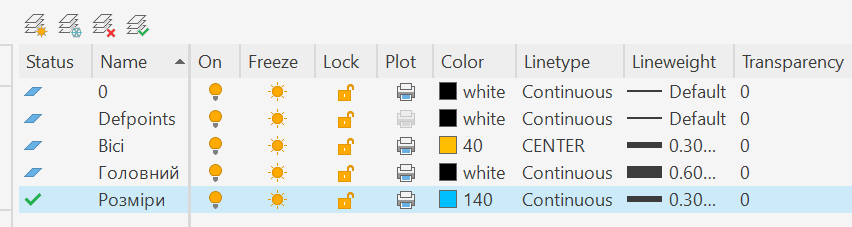 Status Name On Freeze Lock Plot Color Linetype Lineweight Transparency
0 white Continuous Default 0
Defpoints white Continuous Default 0
Вісі 40 CENTER 0.30... 0
Головний white Continuous 0.60... 0
Розміри 140 Continuous 0.30... 0